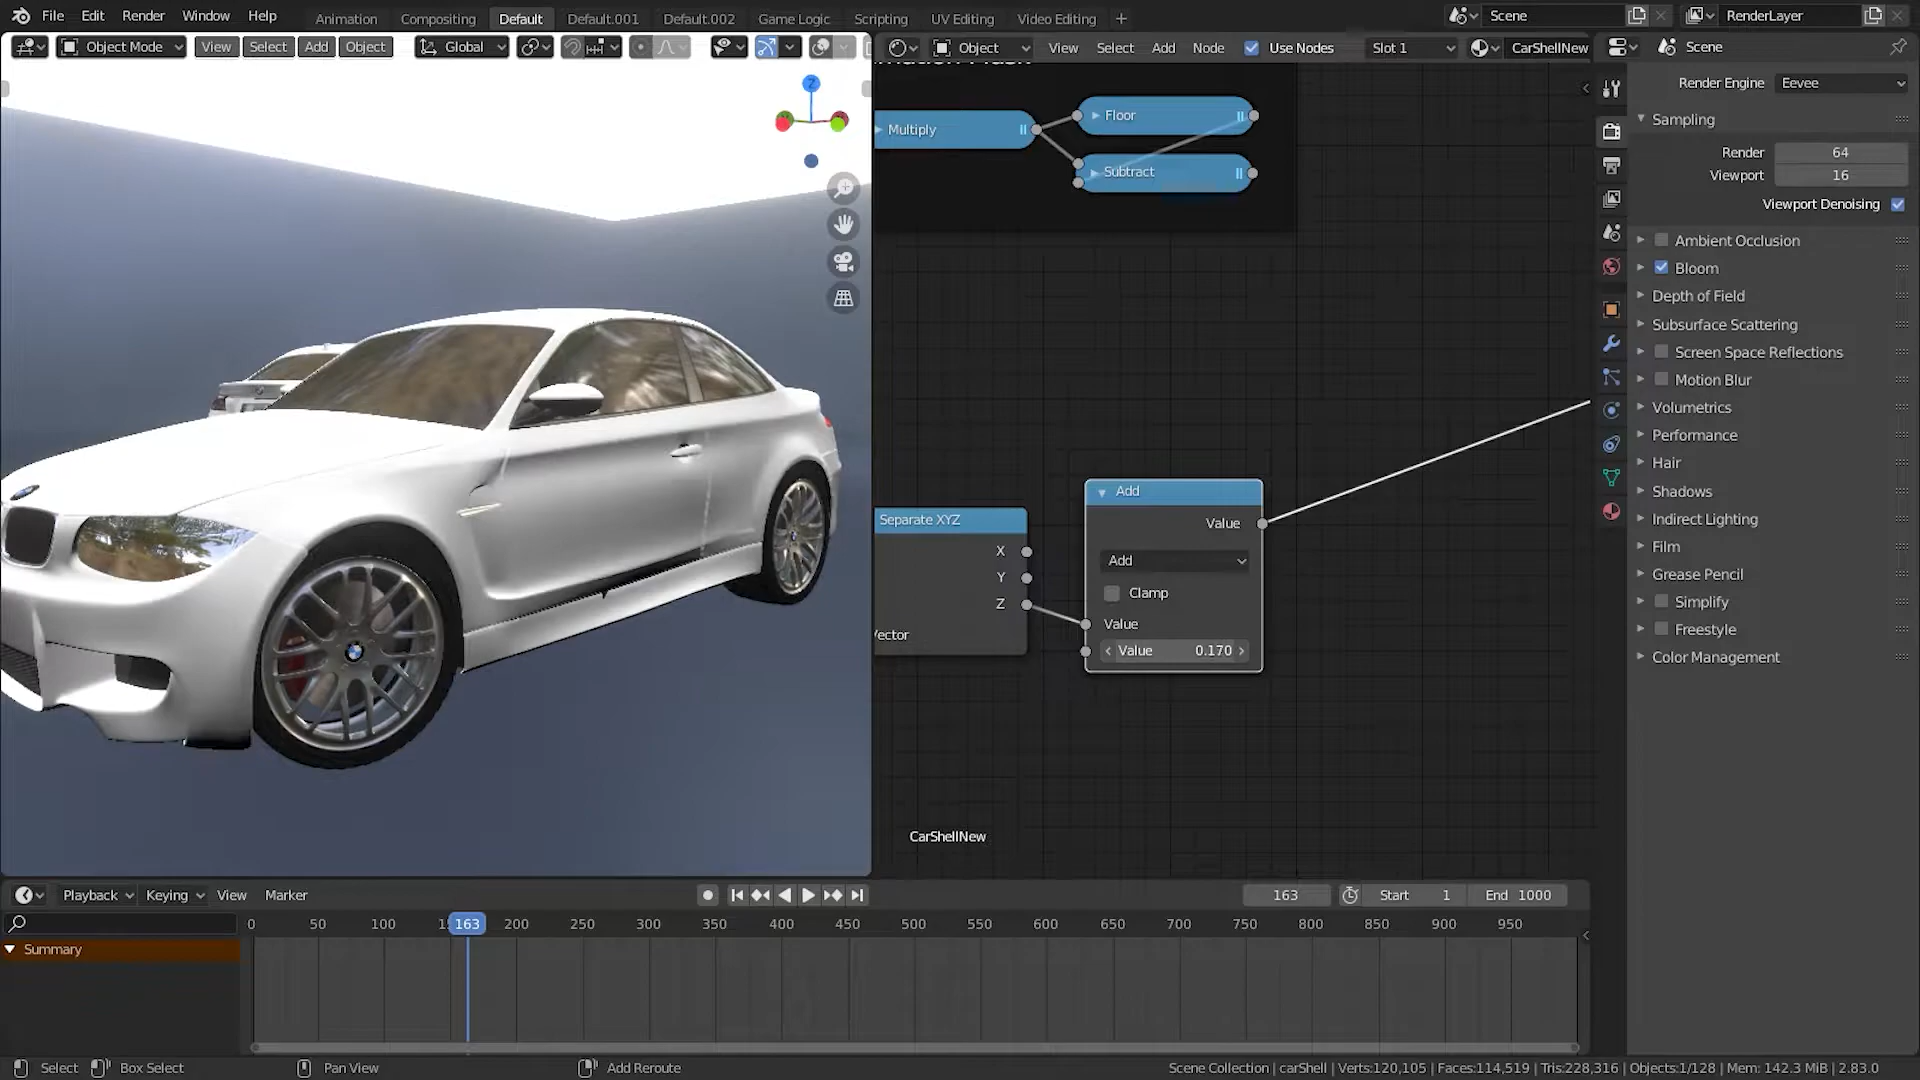 File Edit Render Window Help
Animation Compositing Default Default.001 Default.002 Game Logic Scripting UV Editing Video Editing +
Scene
RenderLayer
Object Mode View Select Add Object Global
Object View Select Add Node Use Nodes Slot 1 CarShellNew
Scene
Z
Multiply
Floor
Subtract
Separate XYZ
X
Y
Z
Vector
Add
Value
Add
Clamp
Value
Value 0.170
CarShellNew
Render Engine Eevee
Sampling
Render 64
Viewport 16
Viewport Denoising
Ambient Occlusion
Bloom
Depth of Field
Subsurface Scattering
Screen Space Reflections
Motion Blur
Volumetrics
Performance
Hair
Shadows
Indirect Lighting
Film
Grease Pencil
Simplify
Freestyle
Color Management
Playback Keying View Marker
163 Start 1 End 1000
0 50 100 163 200 250 300 350 400 450 500 550 600 650 700 750 800 850 900 950
Summary
Select Box Select Pan View Add Reroute
Scene Collection | carShell | Verts:120,105 | Faces:114,519 | Tris:228,316 | Objects:1/128 | Mem: 142.3 MiB | 2.83.0